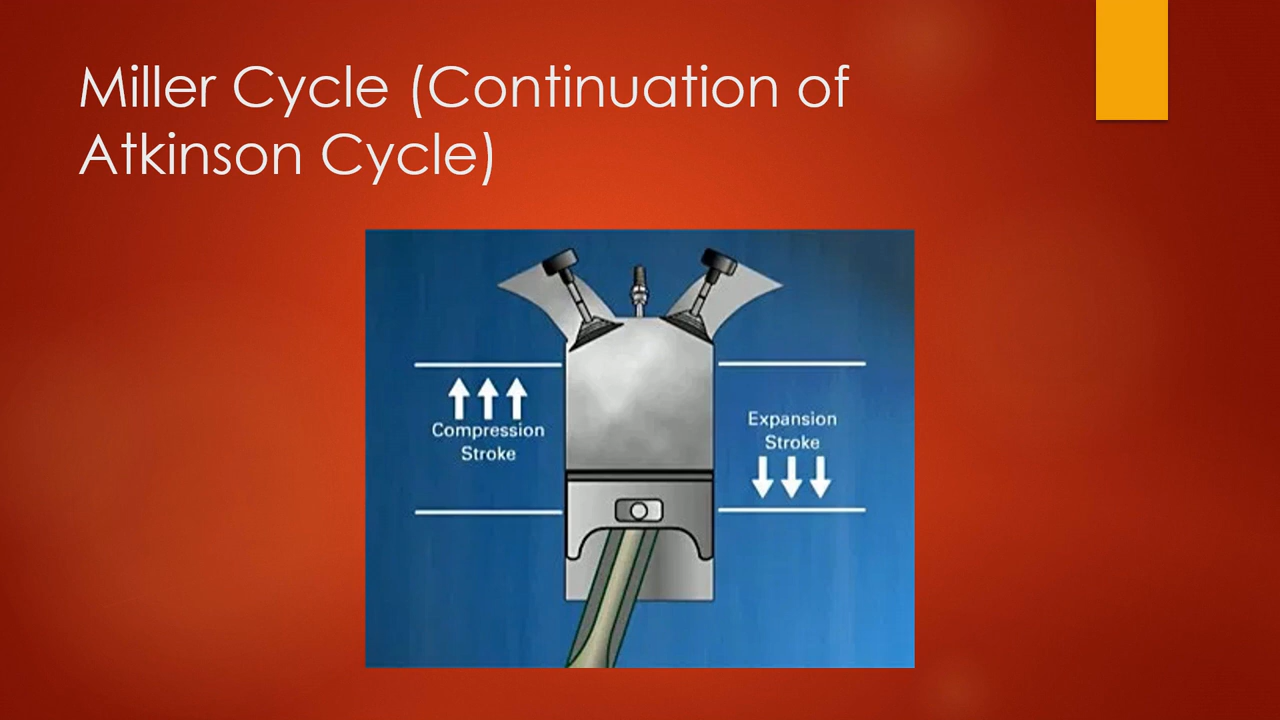 Miller Cycle (Continuation of
Atkinson Cycle)
Compression
Stroke
Expansion
Stroke